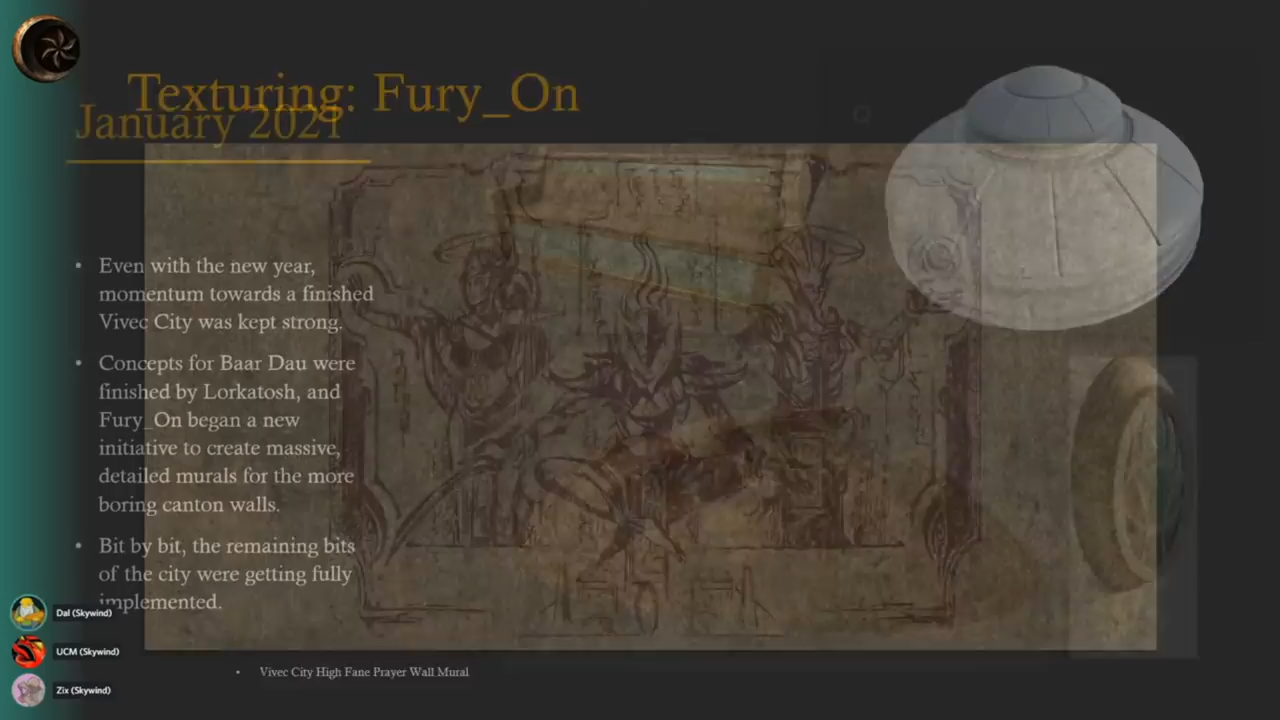 Texturing: Fury_On
January 2021
• Even with the new year,
momentum towards a finished
Vivec City was kept strong.
• Concepts for Baar Dau were
finished by Lorkatosh, and
Fury_On began a new
initiative to create massive,
detailed murals for the more
boring canton walls.
• Bit by bit, the remaining bits
of the city were getting fully
implemented.
Dal (Skywind)
UCM (Skywind)
Zix (Skywind)
• Vivec City High Fane Prayer Wall Mural